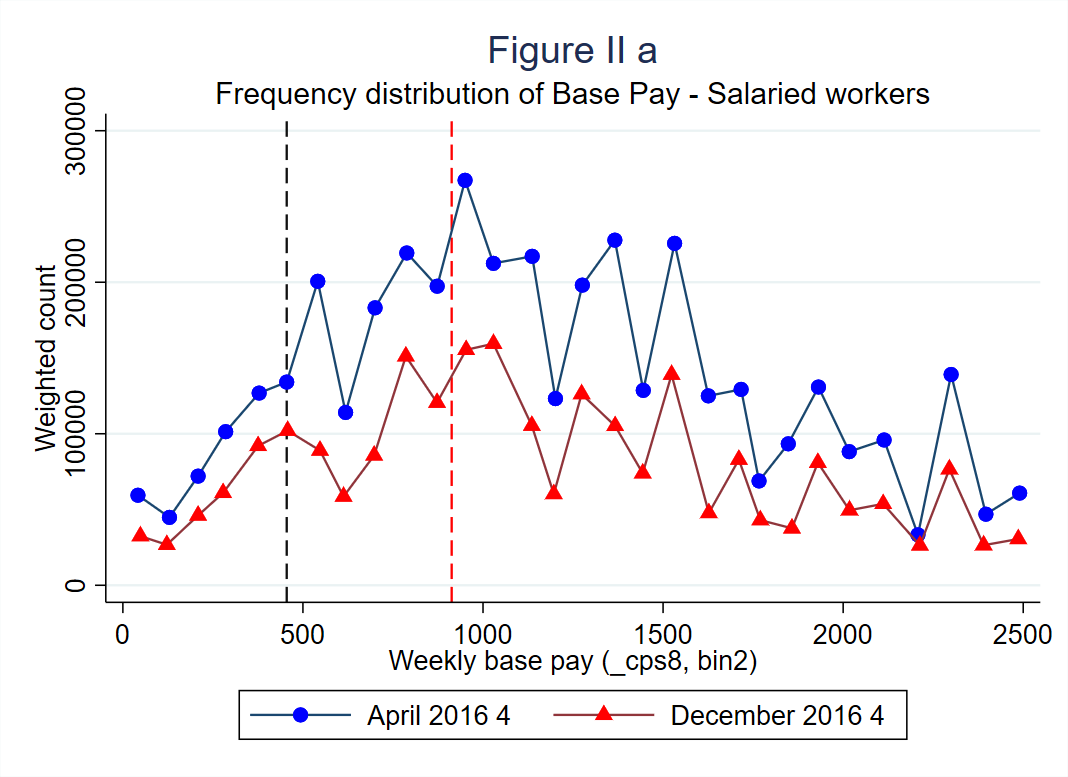 Figure II a
Frequency distribution of Base Pay - Salaried workers
300000
200000
100000
0
Weighted count
0 500 1000 1500 2000 2500
Weekly base pay (_cps8, bin2)
April 2016 4 December 2016 4